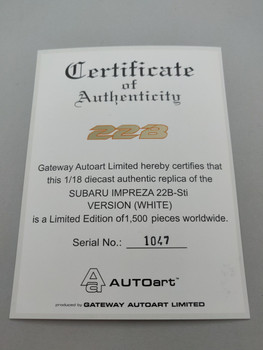 Certificate
of
Authenticity
22B
Gateway Autoart Limited hereby certifies that
this 1/18 diecast authentic replica of the
SUBARU IMPREZA 22B-Sti
VERSION (WHITE)
is a Limited Edition of1,500 pieces worldwide.
Serial No.: 1047
AUTOart™
produced by GATEWAY AUTOART LIMITED